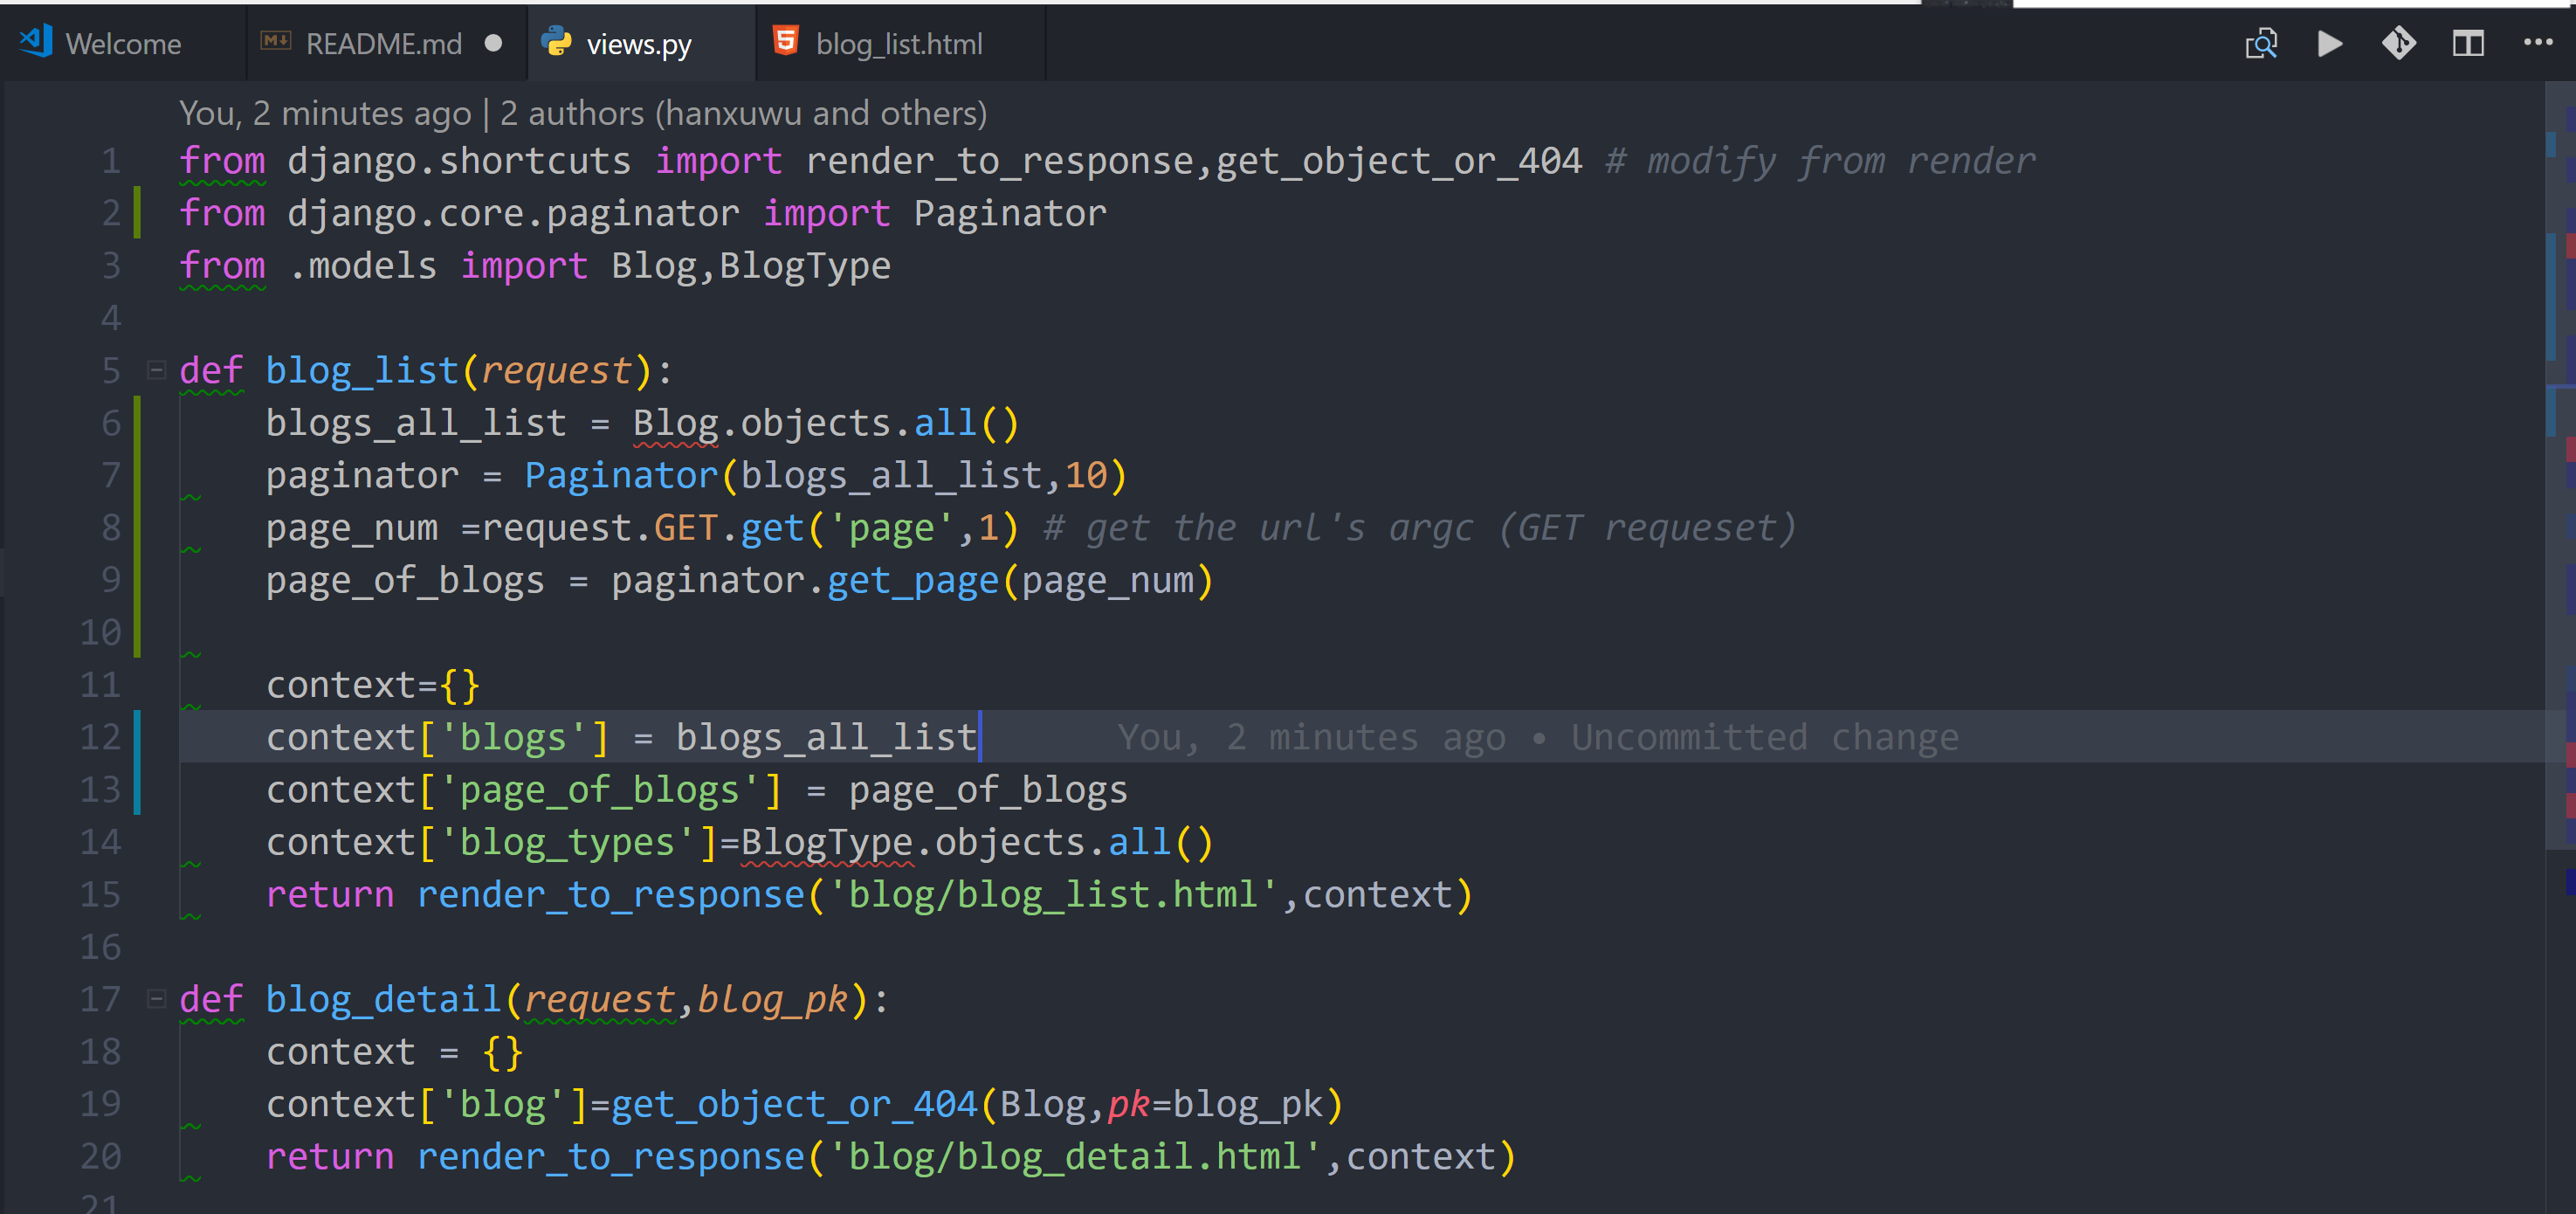 Welcome README.md views.py blog_list.html
You, 2 minutes ago | 2 authors (hanxuwu and others)
1 from django.shortcuts import render_to_response,get_object_or_404 # modify from render
2 from django.core.paginator import Paginator
3 from .models import Blog,BlogType
4
5 def blog_list(request):
6 blogs_all_list = Blog.objects.all()
7 paginator = Paginator(blogs_all_list,10)
8 page_num =request.GET.get('page',1) # get the url's argc (GET requeset)
9 page_of_blogs = paginator.get_page(page_num)
10
11 context={}
12 context['blogs'] = blogs_all_list You, 2 minutes ago • Uncommitted change
13 context['page_of_blogs'] = page_of_blogs
14 context['blog_types']=BlogType.objects.all()
15 return render_to_response('blog/blog_list.html',context)
16
17 def blog_detail(request,blog_pk):
18 context = {}
19 context['blog']=get_object_or_404(Blog,pk=blog_pk)
20 return render_to_response('blog/blog_detail.html',context)
21